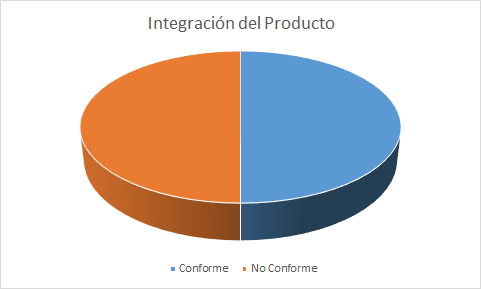 Integración del Producto
Conforme
No Conforme